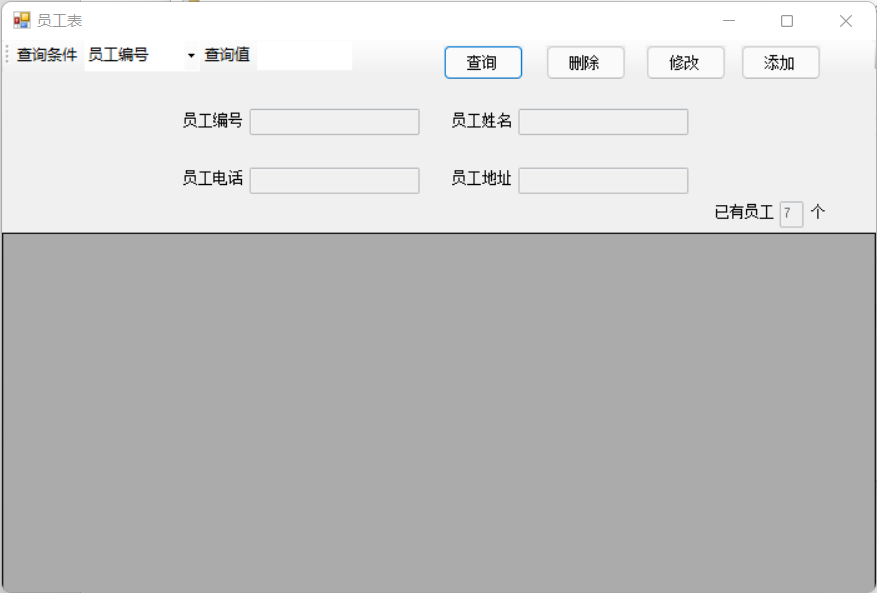 员工表
查询条件 员工编号 查询值 查询 删除 修改 添加
员工编号 员工姓名
员工电话 员工地址
已有员工 7 个